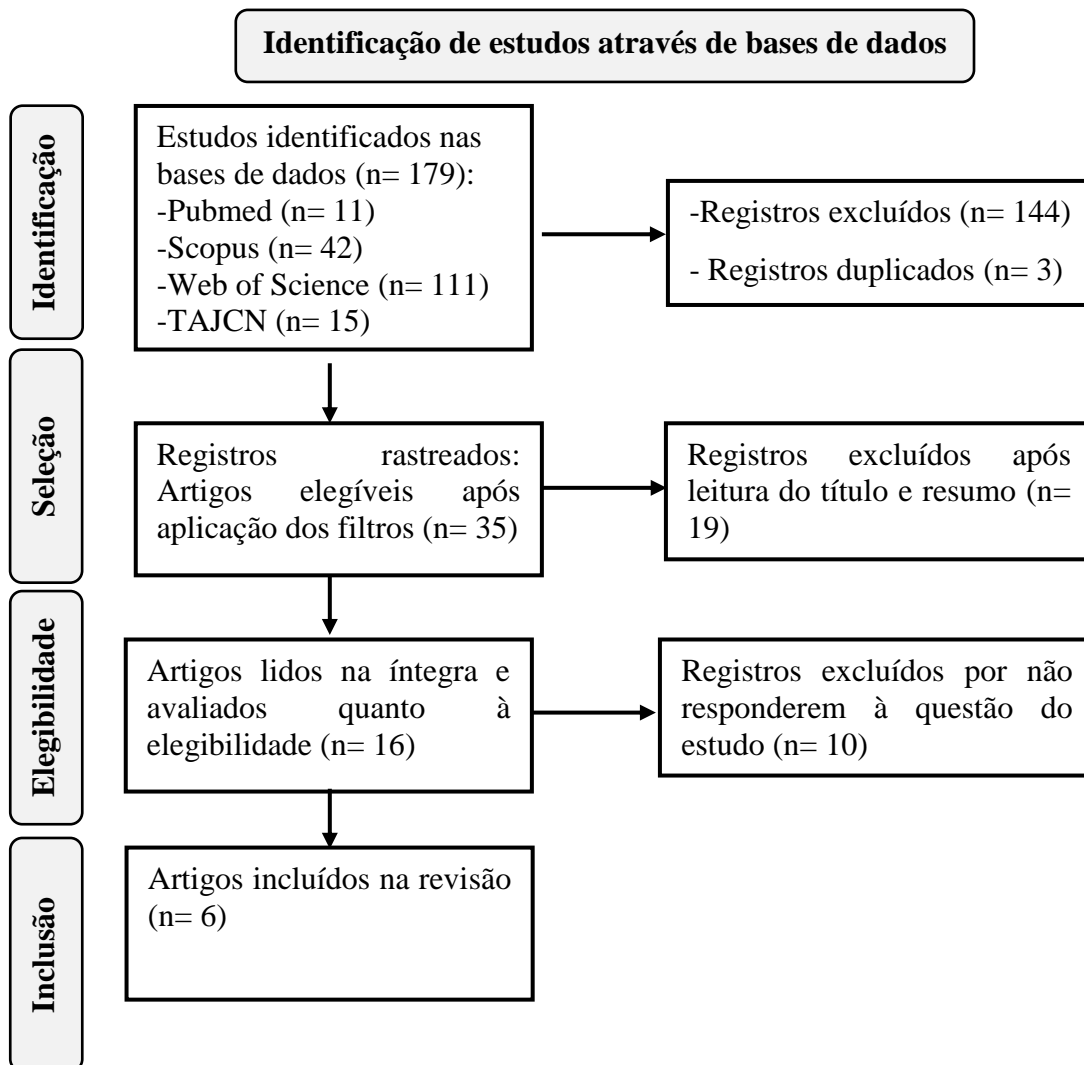 Identificação de estudos através de bases de dados
Identificação
Estudos identificados nas
bases de dados (n= 179):
-Pubmed (n= 11)
-Scopus (n= 42)
-Web of Science (n= 111)
-TAJCN (n= 15)
-Registros excluídos (n= 144)
- Registros duplicados (n= 3)
Seleção
Registros rastreados:
Artigos elegíveis após
aplicação dos filtros (n= 35)
Registros excluídos após
leitura do título e resumo (n=
19)
Elegibilidade
Artigos lidos na íntegra e
avaliados quanto à
elegibilidade (n= 16)
Registros excluídos por não
responderem à questão do
estudo (n= 10)
Inclusão
Artigos incluídos na revisão
(n= 6)